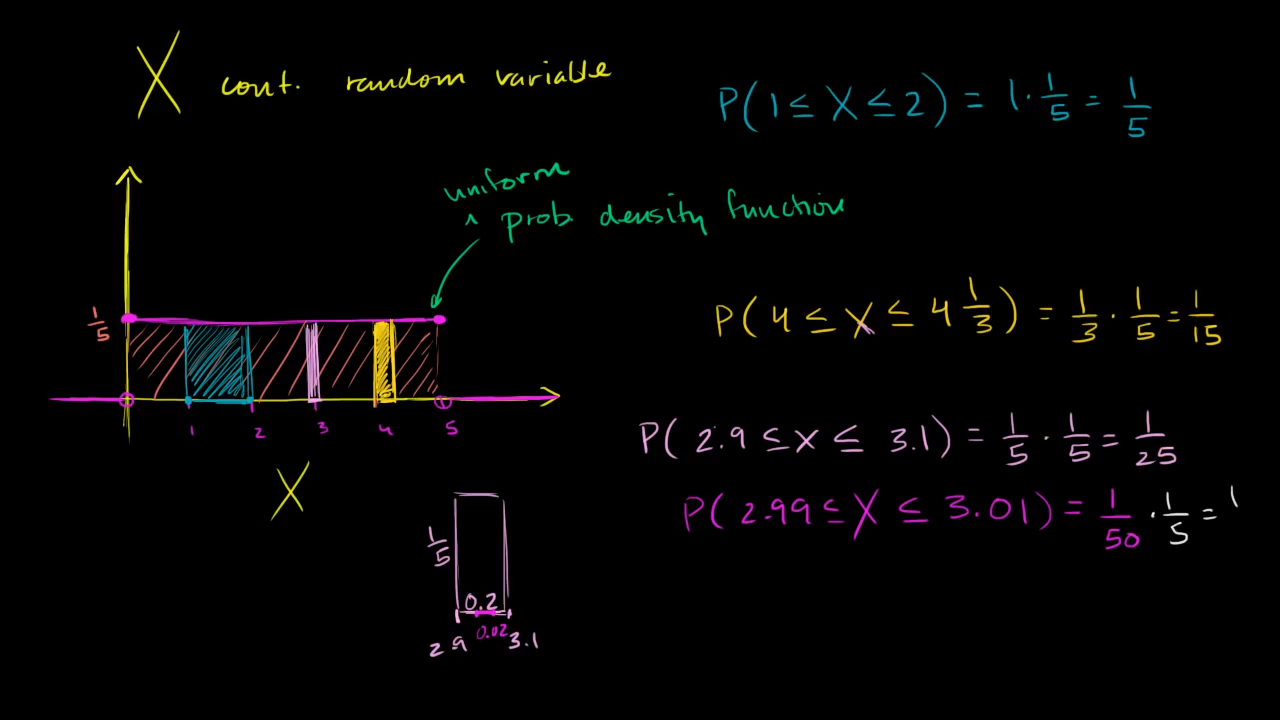 X cont. random variable
P(1 ≤ X ≤ 2) = 1 · 1/5 = 1/5
uniform
^ prob density function
1/5
P(4 ≤ X ≤ 4 1/3) = 1/3 · 1/5 = 1/15
1 2 3 4 5
P(2.9 ≤ X ≤ 3.1) = 1/5 · 1/5 = 1/25
X
P(2.99 ≤ X ≤ 3.01) = 1/50 · 1/5 = 1
1/5
0.2
2.9 0.02 3.1